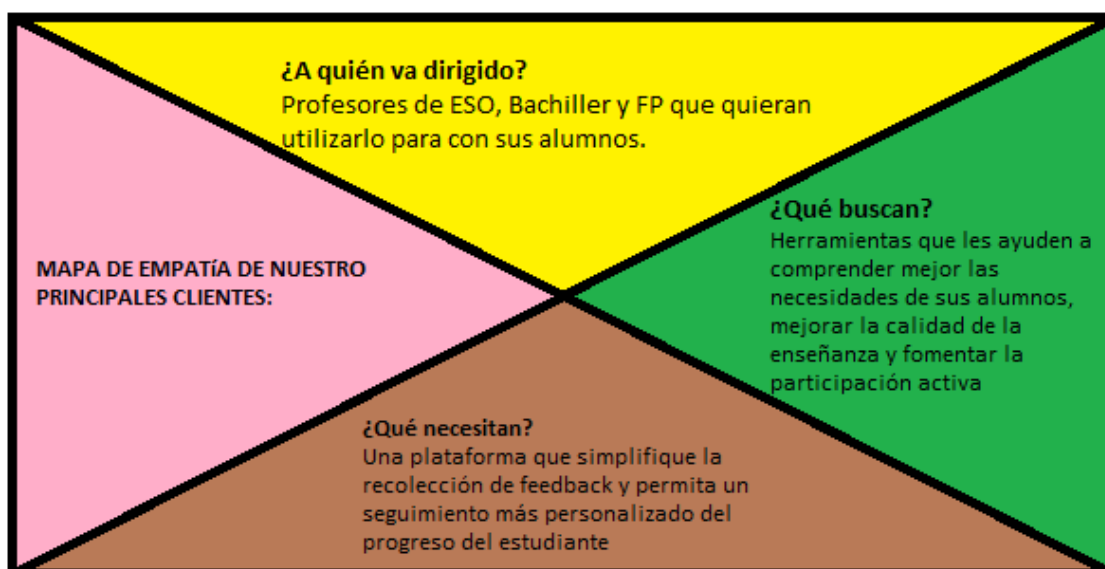 ¿A quién va dirigido?
Profesores de ESO, Bachiller y FP que quieran
utilizarlo para con sus alumnos.
MAPA DE EMPATíA DE NUESTRO
PRINCIPALES CLIENTES:
¿Qué buscan?
Herramientas que les ayuden a
comprender mejor las
necesidades de sus alumnos,
mejorar la calidad de la
enseñanza y fomentar la
participación activa
¿Qué necesitan?
Una plataforma que simplifique la
recolección de feedback y permita un
seguimiento más personalizado del
progreso del estudiante